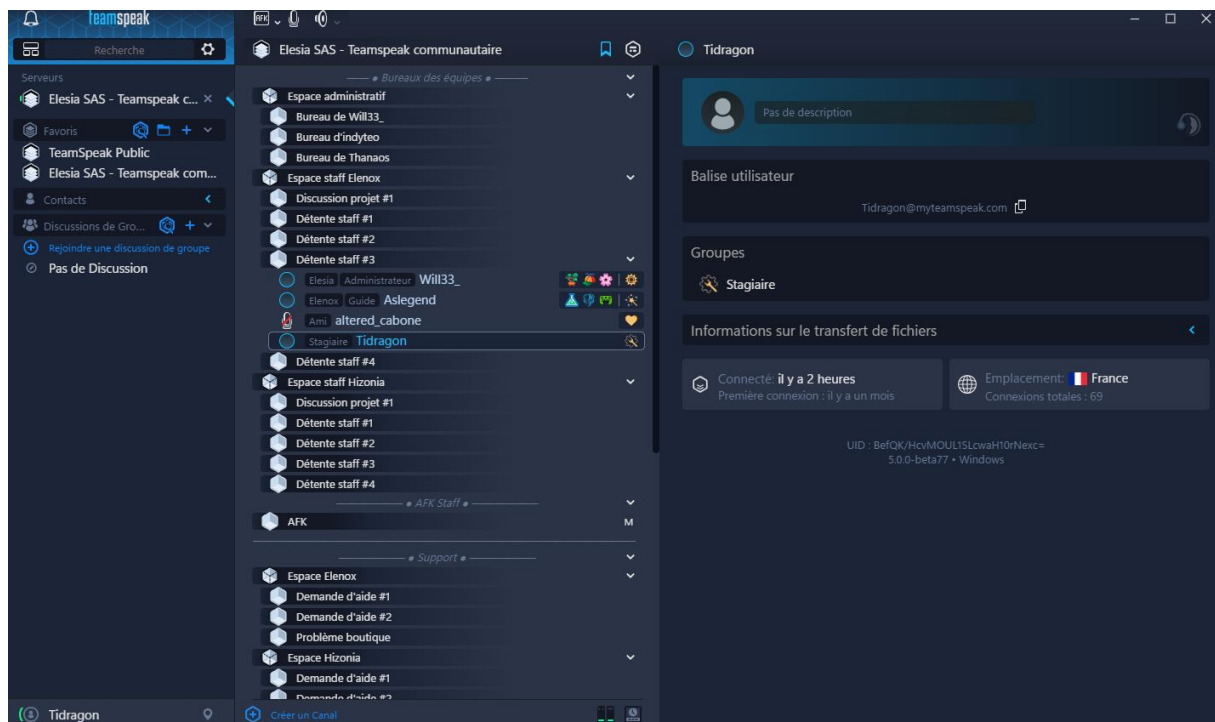 teamspeak
AFK
Recherche
Elesia SAS - Teamspeak communautaire
Tidragon
Serveurs
Elesia SAS - Teamspeak c...
Favoris
TeamSpeak Public
Elesia SAS - Teamspeak com...
Contacts
Discussions de Gro...
Rejoindre une discussion de groupe
Pas de Discussion
Tidragon
Bureaux des équipes
Espace administratif
Bureau de Will33_
Bureau d'indyteo
Bureau de Thanaos
Espace staff Elenox
Discussion projet #1
Détente staff #1
Détente staff #2
Détente staff #3
Elesia Administrateur Will33_
Elenox Guide Aslegend
Ami altered_cabone
Stagiaire Tidragon
Détente staff #4
Espace staff Hizonia
Discussion projet #1
Détente staff #1
Détente staff #2
Détente staff #3
Détente staff #4
AFK Staff
AFK M
Support
Espace Elenox
Demande d'aide #1
Demande d'aide #2
Problème boutique
Espace Hizonia
Demande d'aide #1
Demande d'aide #2
Créer un Canal
Pas de description
Balise utilisateur
Tidragon@myteamspeak.com
Groupes
Stagiaire
Informations sur le transfert de fichiers
Connecté: il y a 2 heures
Première connexion : il y a un mois
Emplacement: France
Connexions totales : 69
UID : BefQK/HcvMOUL1SLcwaH10rNexc=
5.0.0-beta77 • Windows